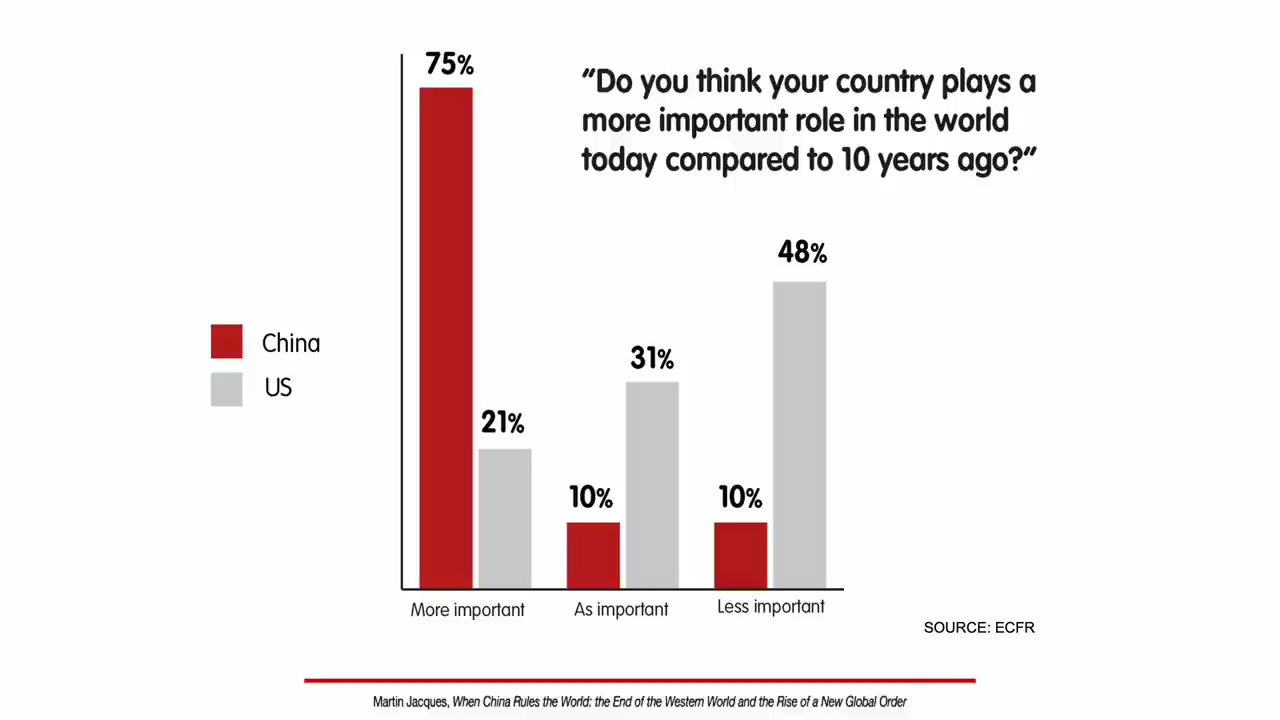 75%
"Do you think your country plays a
more important role in the world
today compared to 10 years ago?"
48%
China
31%
US
21%
10%
10%
More important
As important
Less important
SOURCE: ECFR
Martin Jacques, When China Rules the World: the End of the Western World and the Rise of a New Global Order